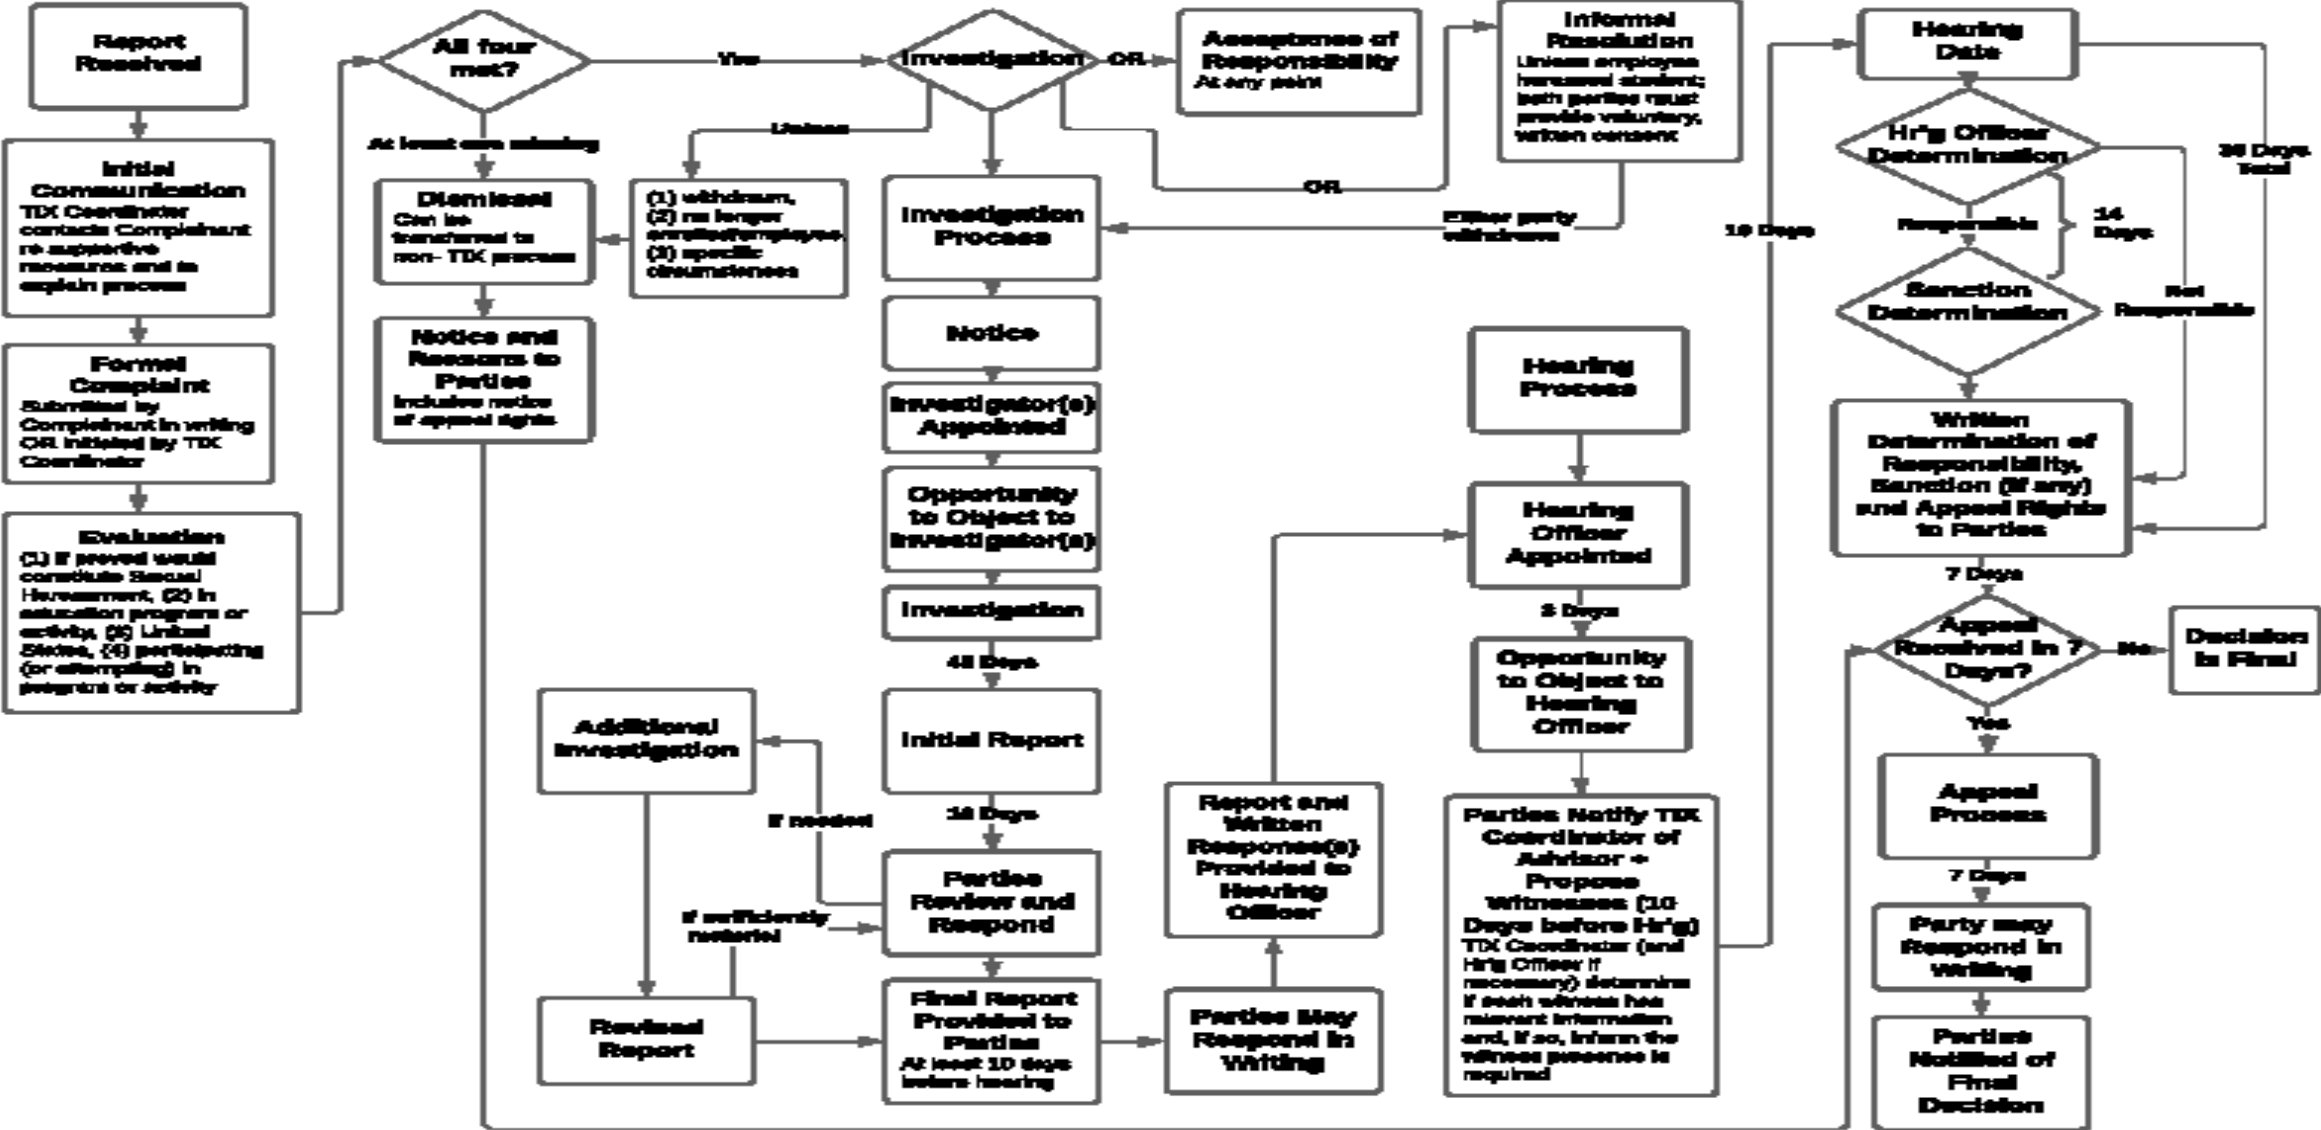 Report
Received
Initial
Communication
TIX Coordinator
contacts Complainant
re supportive
measures and to
explain process
Formal
Complaint
Submitted by
Complainant in writing
OR initiated by TIX
Coordinator
Evaluation
(1) if proved would
constitute Sexual
Harassment, (2) in
education program or
activity, (3) United
States, (4) participating
(or attempting) in
program or activity
All four
met?
Yes
At least one missing
Dismissal
Can be
transferred to
non- TIX process
Notice and
Reasons to
Parties
Includes notice
of appeal rights
Unless
(1) withdrawn,
(2) no longer
enrolled/employee,
(3) specific
circumstances
Investigation
OR
Acceptance of
Responsibility
At any point
OR
Informal
Resolution
Unless employee
harassed student;
both parties must
provide voluntary,
written consent
Either party
withdraws
Investigation
Process
Notice
Investigator(s)
Appointed
Opportunity
to Object to
Investigator(s)
Investigation
45 Days
Initial Report
10 Days
Parties
Review and
Respond
If needed
Additional
Investigation
Revised
Report
If sufficiently
material
Final Report
Provided to
Parties
At least 10 days
before hearing
Parties May
Respond in
Writing
Report and
Written
Response(s)
Provided to
Hearing
Officer
Hearing
Process
Hearing
Officer
Appointed
Days
Opportunity
to Object to
Hearing
Officer
Parties Notify TIX
Coordinator of
Advisor +
Propose
Witnesses (10
Days before Hr'g)
TIX Coordinator (and
Hr'g Officer if
necessary) determine
if each witness has
relevant information
and, if so, inform the
witness presence is
required
10 Days
Hearing
Date
Hr'g Officer
Determination
Responsible
14
Days
Sanction
Determination
Not
Responsible
Days
Total
Written
Determination of
Responsibility,
Sanction (if any)
and Appeal Rights
to Parties
7 Days
Appeal
Received in 7
Days?
No
Decision
is Final
Yes
Appeal
Process
7 Days
Party may
Respond in
Writing
Parties
Notified of
Final
Decision